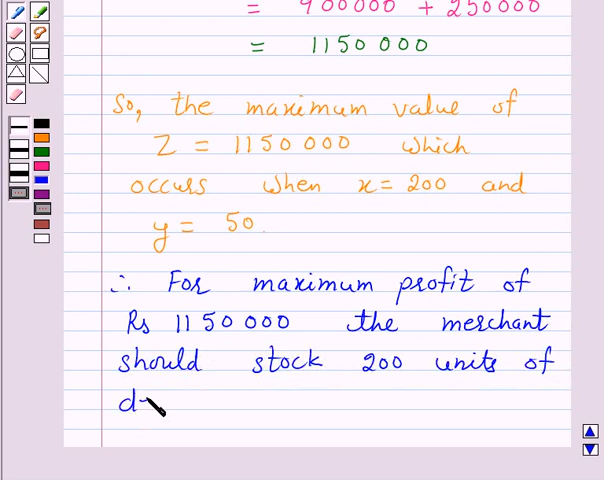 = 900000 + 250000
= 1150 000
So, the maximum value of
Z = 1150 000 which
occurs when x = 200 and
y = 50.
∴ For maximum profit of
Rs 1150 000 the merchant
should stock 200 units of
d